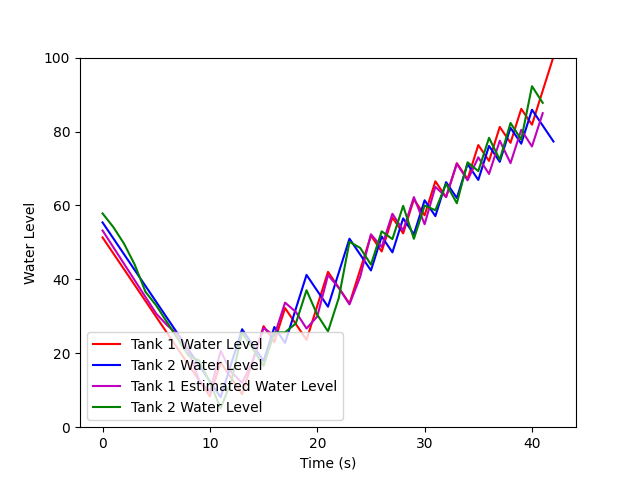 100
80
60
40
20
0
Water Level
Tank 1 Water Level
Tank 2 Water Level
Tank 1 Estimated Water Level
Tank 2 Water Level
0 10 20 30 40
Time (s)